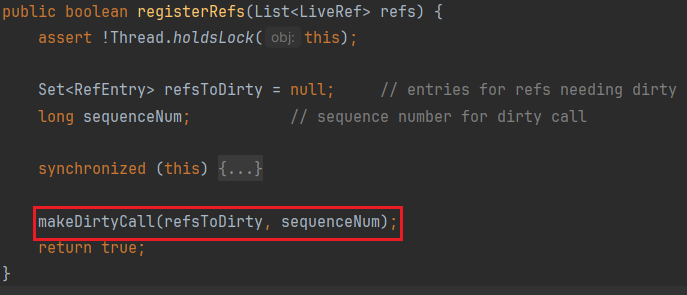 public boolean registerRefs(List<LiveRef> refs) {
assert !Thread.holdsLock( obj: this);
Set<RefEntry> refsToDirty = null; // entries for refs needing dirty
long sequenceNum; // sequence number for dirty call
synchronized (this) {...}
makeDirtyCall(refsToDirty, sequenceNum);
return true;
}